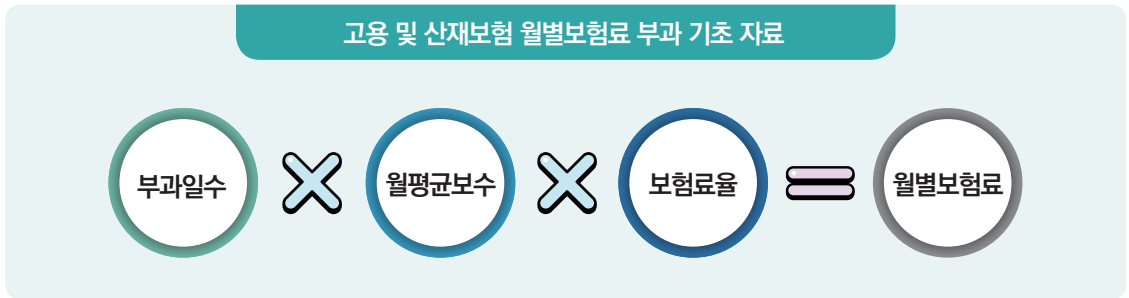 고용 및 산재보험 월별보험료 부과 기초 자료
부과일수 × 월평균보수 × 보험료율 = 월별보험료